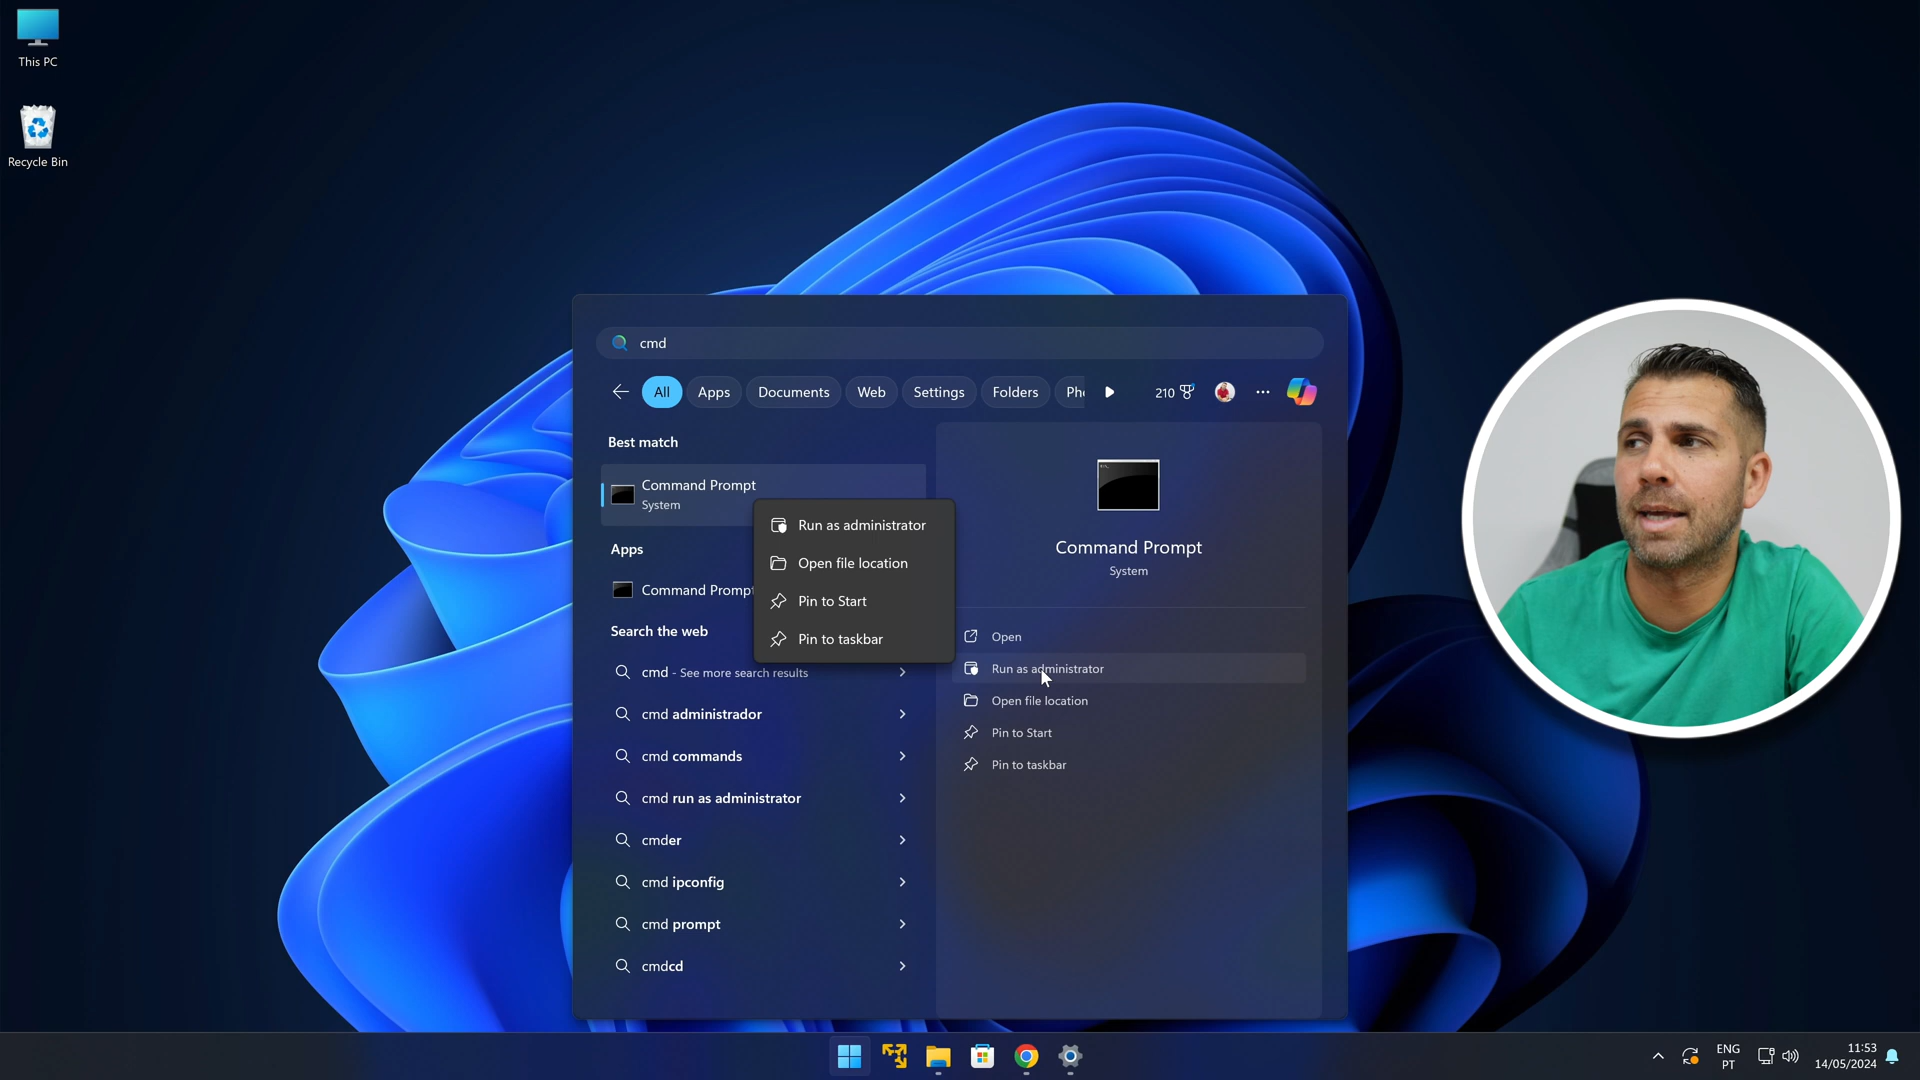 This PC
Recycle Bin
cmd
All
Apps
Documents
Web
Settings
Folders
Pho
210
Best match
Command Prompt
System
Apps
Command Prompt
Search the web
cmd - See more search results
cmd administrador
cmd commands
cmd run as administrator
cmder
cmd ipconfig
cmd prompt
cmdcd
Run as administrator
Open file location
Pin to Start
Pin to taskbar
Command Prompt
System
Open
Run as administrator
Open file location
Pin to Start
Pin to taskbar
ENG
PT
11:53
14/05/2024